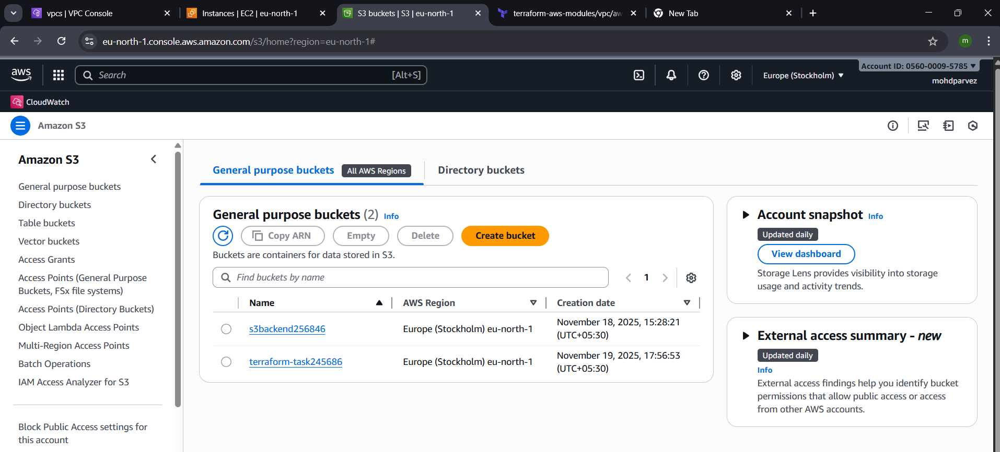 vpcs | VPC Console
Instances | EC2 | eu-north-1
S3 buckets | S3 | eu-north-1
terraform-aws-modules/vpc/aw
New Tab
eu-north-1.console.aws.amazon.com/s3/home?region=eu-north-1#
m
aws
Search
[Alt+S]
Europe (Stockholm)
Account ID: 0560-0009-5785
mohdparvez
CloudWatch
Amazon S3
Amazon S3
General purpose buckets
Directory buckets
Table buckets
Vector buckets
Access Grants
Access Points (General Purpose
Buckets, FSx file systems)
Access Points (Directory Buckets)
Object Lambda Access Points
Multi-Region Access Points
Batch Operations
IAM Access Analyzer for S3
Block Public Access settings for
this account
General purpose buckets
All AWS Regions
Directory buckets
General purpose buckets (2) Info
Copy ARN
Empty
Delete
Create bucket
Buckets are containers for data stored in S3.
Find buckets by name
1
Name
AWS Region
Creation date
s3backend256846
Europe (Stockholm) eu-north-1
November 18, 2025, 15:28:21
(UTC+05:30)
terraform-task245686
Europe (Stockholm) eu-north-1
November 19, 2025, 17:56:53
(UTC+05:30)
Account snapshot Info
Updated daily
View dashboard
Storage Lens provides visibility into storage
usage and activity trends.
External access summary - new
Updated daily
Info
External access findings help you identify bucket
permissions that allow public access or access
from other AWS accounts.